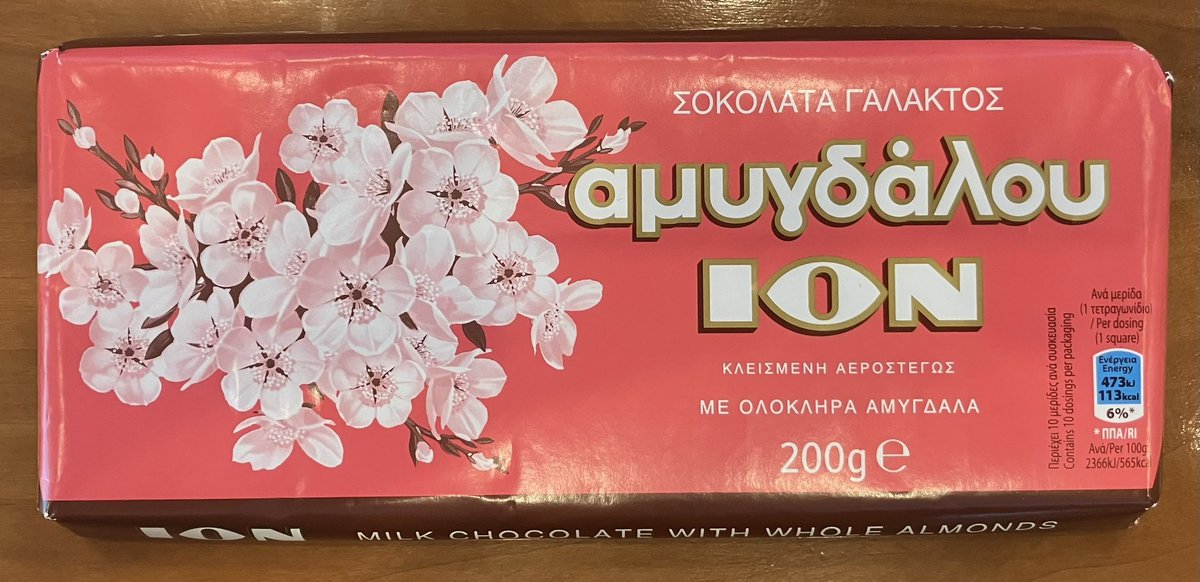 ΣΟΚΟΛΑΤΑ ΓΑΛΑΚΤΟΣ
αμυγδάλου
ΙΟΝ
ΚΛΕΙΣΜΕΝΗ ΑΕΡΟΣΤΕΓΩΣ
ΜΕ ΟΛΟΚΛΗΡΑ ΑΜΥΓΔΑΛΑ
200g ℮
Περιέχει 10 μερίδες ανά συσκευασία
Contains 10 dosings per packaging
Ανά μερίδα
(1 τετραγωνίδιο)
/ Per dosing
(1 square)
Ενέργεια
Energy
473kJ
113kcal
6%*
* ΠΠΑ/RI
Ανά/Per 100g
2366kJ/565kcal
ION MILK CHOCOLATE WITH WHOLE ALMONDS